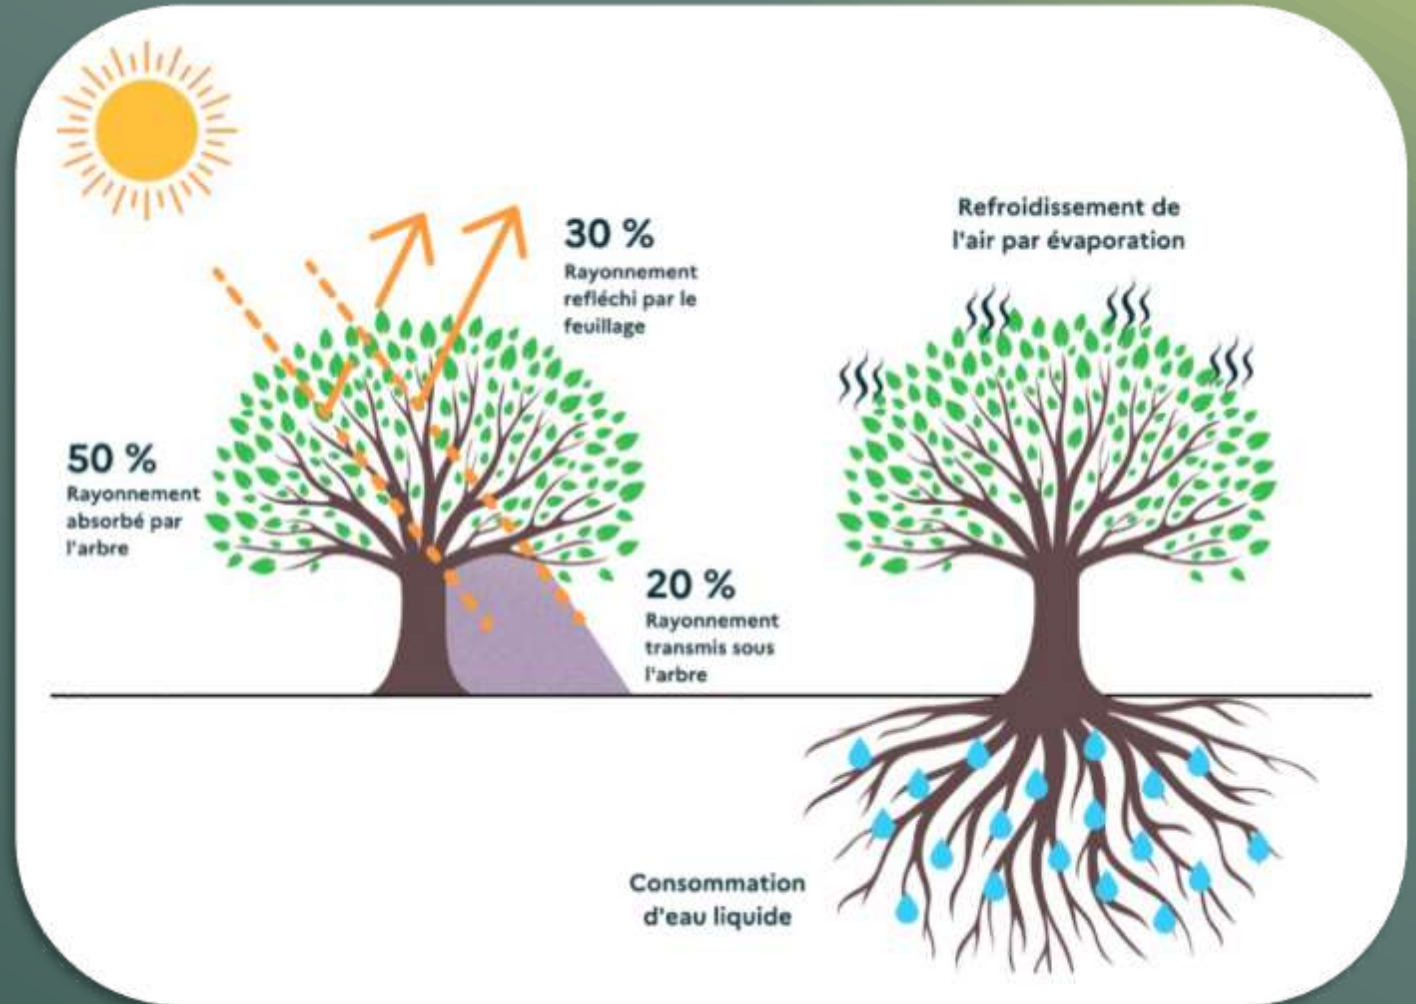 30 %
Rayonnement
refléchi par le
feuillage
50 %
Rayonnement
absorbé par
l'arbre
20 %
Rayonnement
transmis sous
l'arbre
Refroidissement de
l'air par évaporation
Consommation
d'eau liquide